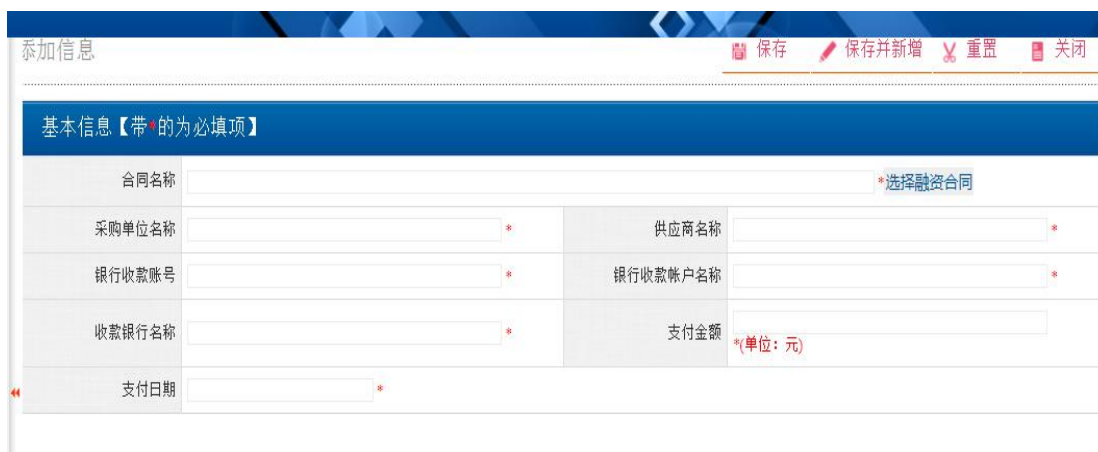 添加信息
保存 保存并新增 重置 关闭
基本信息【带*的为必填项】
合同名称 *选择融资合同
采购单位名称 * 供应商名称 *
银行收款账号 * 银行收款帐户名称 *
收款银行名称 * 支付金额
*(单位：元)
支付日期 *